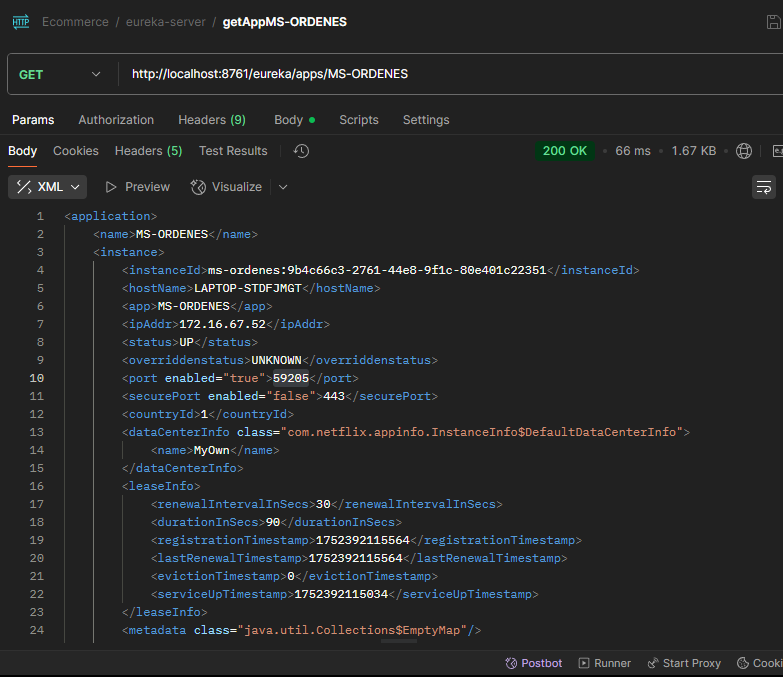 HTTP Ecommerce / eureka-server / getAppMS-ORDENES
GET http://localhost:8761/eureka/apps/MS-ORDENES
Params Authorization Headers (9) Body Scripts Settings
Body Cookies Headers (5) Test Results 200 OK 66 ms 1.67 KB
XML Preview Visualize
1 <application>
2 <name>MS-ORDENES</name>
3 <instance>
4 <instanceId>ms-ordenes:9b4c66c3-2761-44e8-9f1c-80e401c22351</instanceId>
5 <hostName>LAPTOP-STDFJMGT</hostName>
6 <app>MS-ORDENES</app>
7 <ipAddr>172.16.67.52</ipAddr>
8 <status>UP</status>
9 <overriddenstatus>UNKNOWN</overriddenstatus>
10 <port enabled="true">59205</port>
11 <securePort enabled="false">443</securePort>
12 <countryId>1</countryId>
13 <dataCenterInfo class="com.netflix.appinfo.InstanceInfo$DefaultDataCenterInfo">
14 <name>MyOwn</name>
15 </dataCenterInfo>
16 <leaseInfo>
17 <renewalIntervalInSecs>30</renewalIntervalInSecs>
18 <durationInSecs>90</durationInSecs>
19 <registrationTimestamp>1752392115564</registrationTimestamp>
20 <lastRenewalTimestamp>1752392115564</lastRenewalTimestamp>
21 <evictionTimestamp>0</evictionTimestamp>
22 <serviceUpTimestamp>1752392115034</serviceUpTimestamp>
23 </leaseInfo>
24 <metadata class="java.util.Collections$EmptyMap"/>
Postbot Runner Start Proxy Cooki